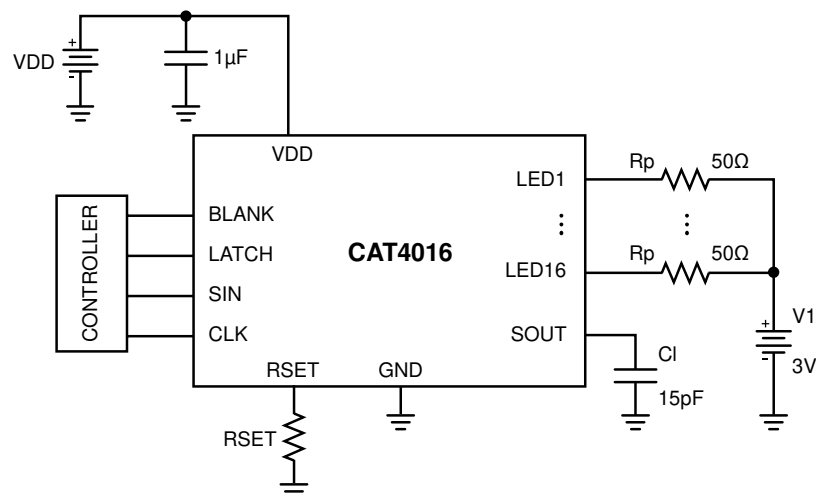 VDD
+
-
1µF
VDD
CONTROLLER
BLANK
LATCH
SIN
CLK
CAT4016
LED1
LED16
SOUT
RSET
GND
RSET
Rp 50Ω
Rp 50Ω
Cl
15pF
V1
+
-
3V